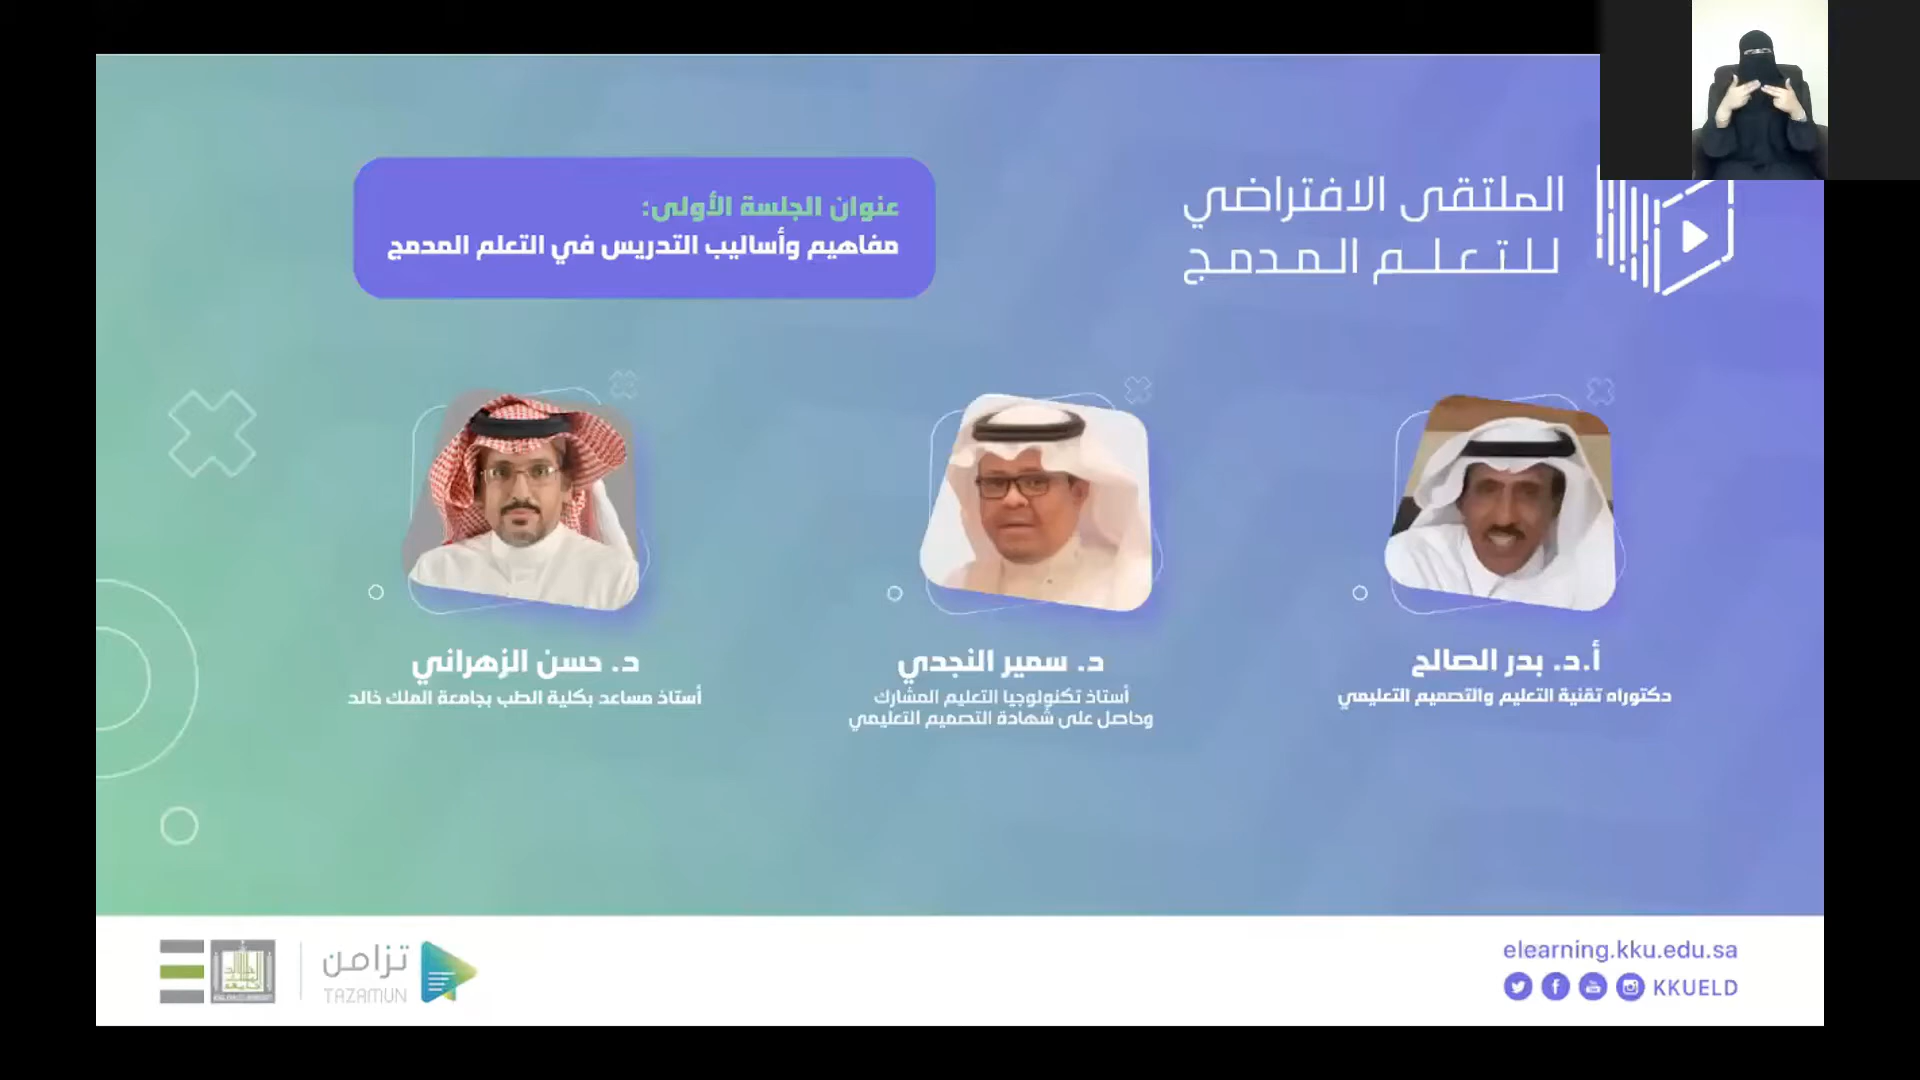 الملتقى الافتراضي
للتعلم المدمج
عنوان الجلسة الأولى:
مفاهيم وأساليب التدريس في التعلم المدمج
أ.د. بدر الصالح
دكتوراه تقنية التعليم والتصميم التعليمي
د. سمير النجدي
أستاذ تكنولوجيا التعليم المشارك
وحاصل على شهادة التصميم التعليمي
د. حسن الزهراني
أستاذ مساعد بكلية الطب بجامعة الملك خالد
elearning.kku.edu.sa
KKUELD
تزامن
TAZAMUN